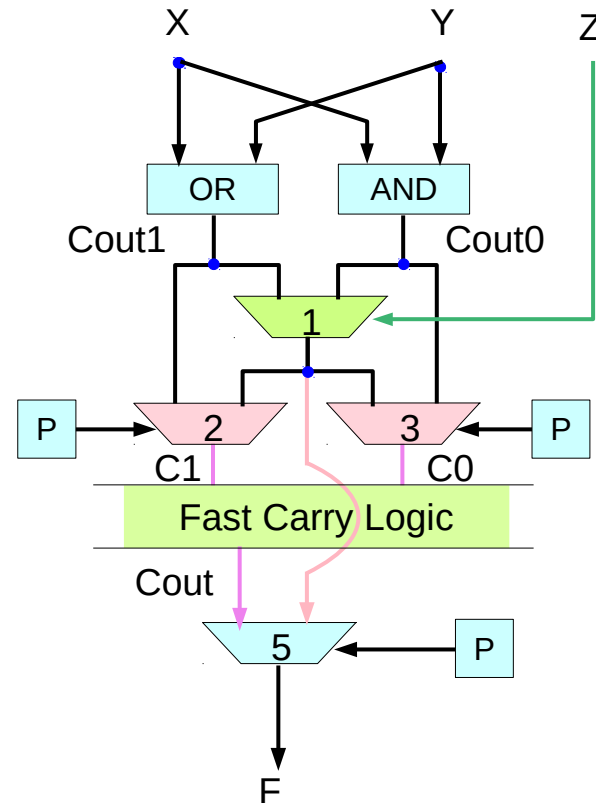 X Y Z
OR AND
Cout1 Cout0
1
P 2 3 P
C1 C0
Fast Carry Logic
Cout
5 P
F